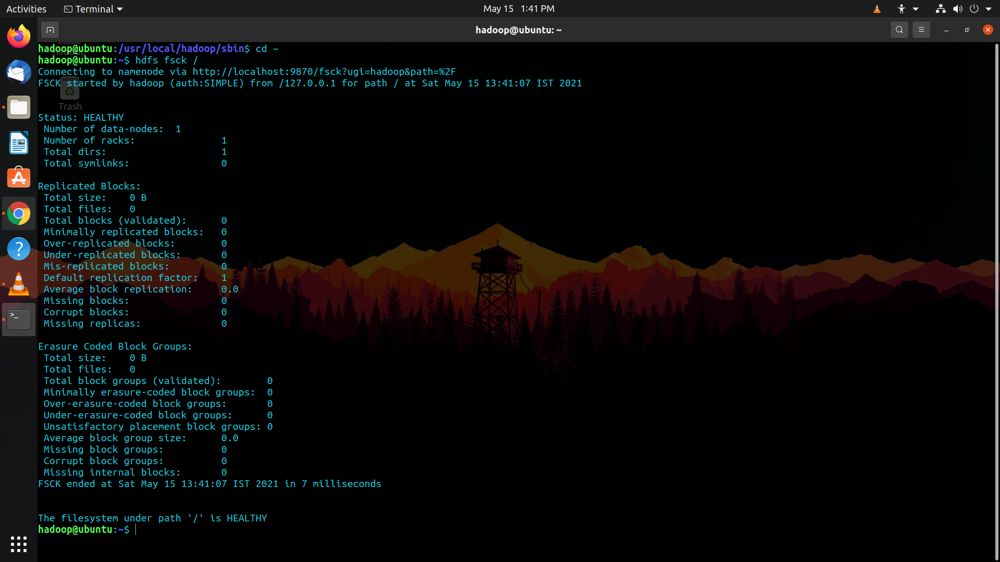 Activities Terminal May 15 1:41 PM
hadoop@ubuntu: ~
hadoop@ubuntu:/usr/local/hadoop/sbin$ cd ~
hadoop
hadoop@ubuntu:~$ hdfs fsck /
Connecting to namenode via http://localhost:9870/fsck?ugi=hadoop&path=%2F
FSCK started by hadoop (auth:SIMPLE) from /127.0.0.1 for path / at Sat May 15 13:41:07 IST 2021
Trash
Status: HEALTHY
Number of data-nodes: 1
Number of racks: 1
Total dirs: 1
Total symlinks: 0
Replicated Blocks:
Total size: 0 B
Total files: 0
Total blocks (validated): 0
Minimally replicated blocks: 0
Over-replicated blocks: 0
Under-replicated blocks: 0
Mis-replicated blocks: 0
Default replication factor: 1
Average block replication: 0.0
Missing blocks: 0
Corrupt blocks: 0
Missing replicas: 0
Erasure Coded Block Groups:
Total size: 0 B
Total files: 0
Total block groups (validated): 0
Minimally erasure-coded block groups: 0
Over-erasure-coded block groups: 0
Under-erasure-coded block groups: 0
Unsatisfactory placement block groups: 0
Average block group size: 0.0
Missing block groups: 0
Corrupt block groups: 0
Missing internal blocks: 0
FSCK ended at Sat May 15 13:41:07 IST 2021 in 7 milliseconds
The filesystem under path '/' is HEALTHY
hadoop@ubuntu:~$